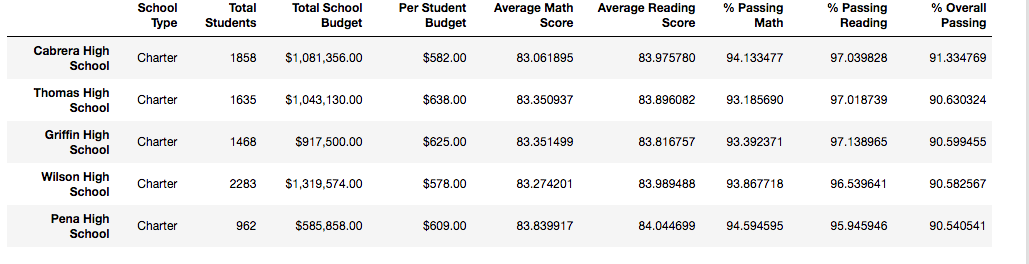 School Type Total Students Total School Budget Per Student Budget Average Math Score Average Reading Score % Passing Math % Passing Reading % Overall Passing
Cabrera High School Charter 1858 $1,081,356.00 $582.00 83.061895 83.975780 94.133477 97.039828 91.334769
Thomas High School Charter 1635 $1,043,130.00 $638.00 83.350937 83.896082 93.185690 97.018739 90.630324
Griffin High School Charter 1468 $917,500.00 $625.00 83.351499 83.816757 93.392371 97.138965 90.599455
Wilson High School Charter 2283 $1,319,574.00 $578.00 83.274201 83.989488 93.867718 96.539641 90.582567
Pena High School Charter 962 $585,858.00 $609.00 83.839917 84.044699 94.594595 95.945946 90.540541